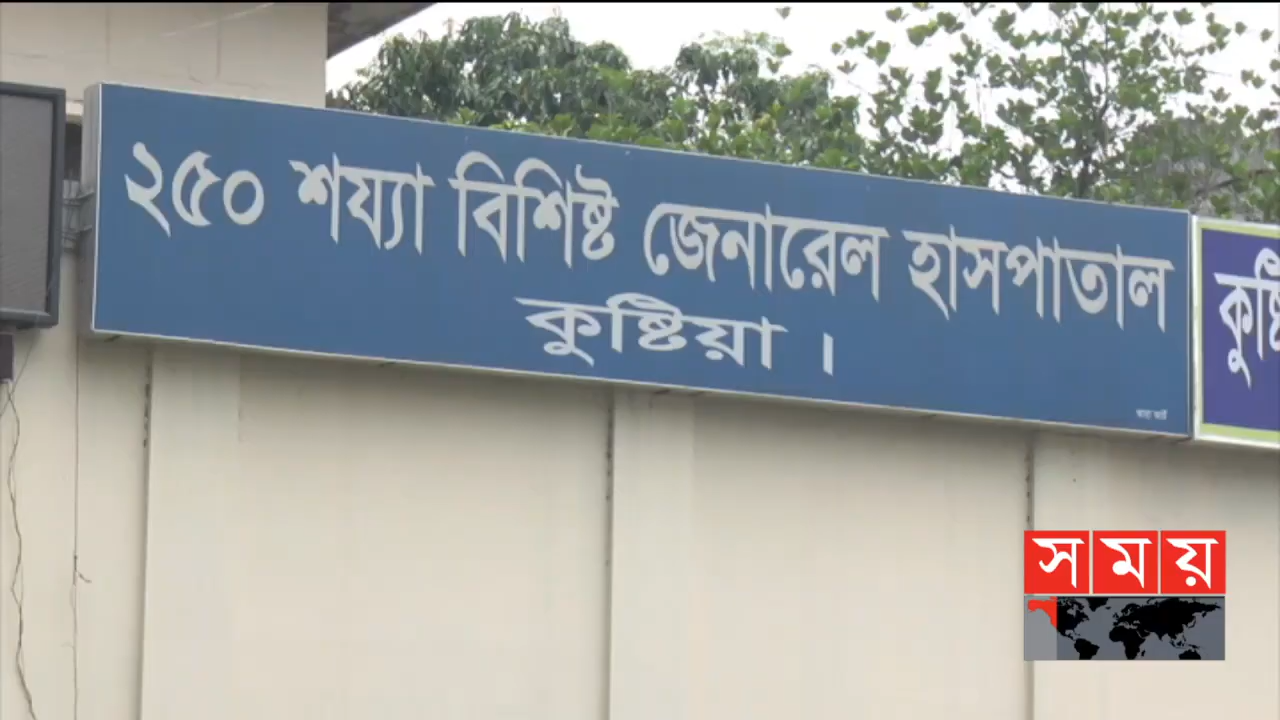 ২৫০ শয্যা বিশিষ্ট জেনারেল হাসপাতাল
কুষ্টিয়া ।
সময়